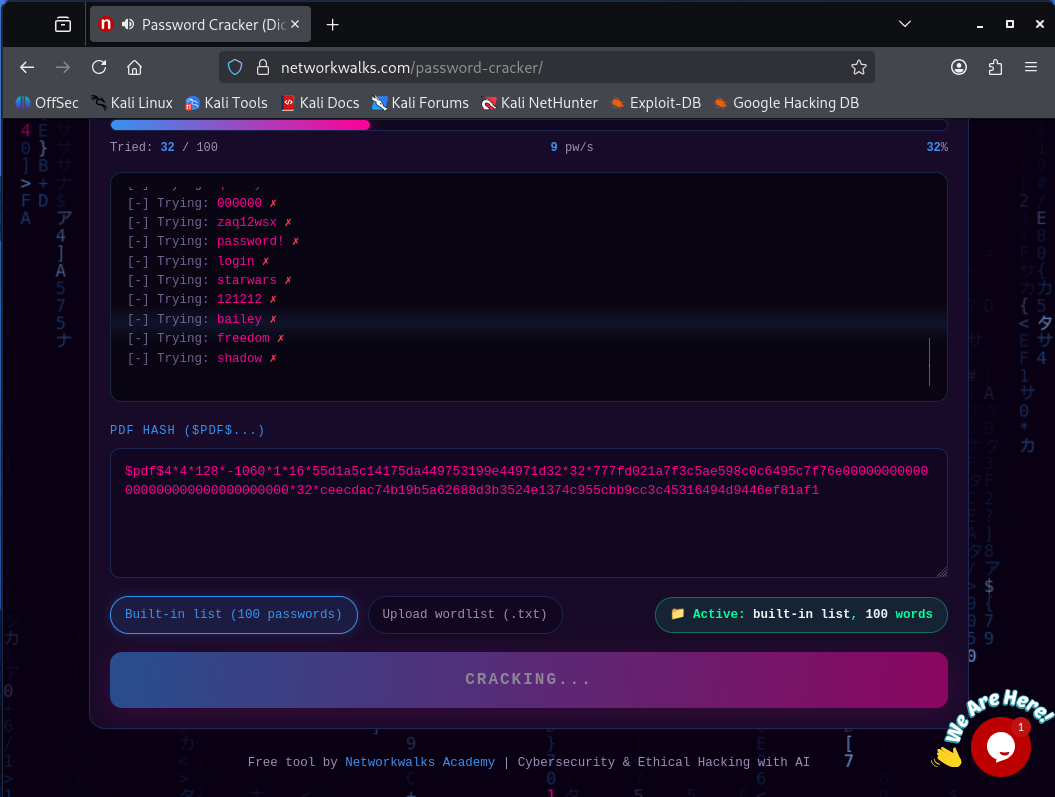 Password Cracker (Dic
networkwalks.com/password-cracker/
OffSec Kali Linux Kali Tools Kali Docs Kali Forums Kali NetHunter Exploit-DB Google Hacking DB
Tried: 32 / 100 9 pw/s 32%
[-] Trying: 000000 ✗
[-] Trying: zaq12wsx ✗
[-] Trying: password! ✗
[-] Trying: login ✗
[-] Trying: starwars ✗
[-] Trying: 121212 ✗
[-] Trying: bailey ✗
[-] Trying: freedom ✗
[-] Trying: shadow ✗
PDF HASH ($PDF$...)
$pdf$4*4*128*-1060*1*16*55d1a5c14175da449753199e44971d32*32*777fd021a7f3c5ae598c0c6495c7f76e00000000000
0000000000000000000000*32*ceecdac74b19b5a62688d3b3524e1374c955cbb9cc3c45316494d9446ef81af1
Built-in list (100 passwords) Upload wordlist (.txt) 📁 Active: built-in list, 100 words
CRACKING...
We Are Here!
1
Free tool by Networkwalks Academy | Cybersecurity & Ethical Hacking with AI